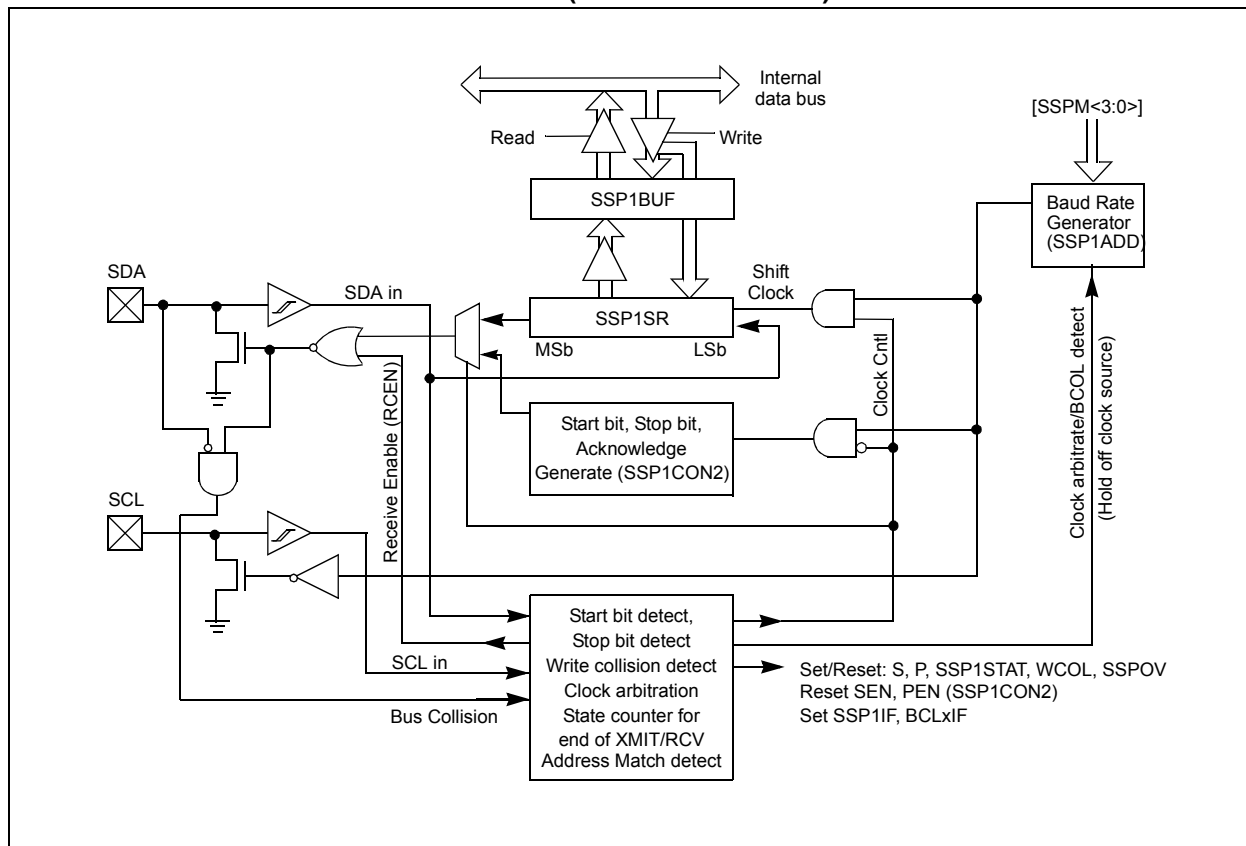 Internal
data bus
[SSPM<3:0>]
Read
Write
SSP1BUF
Baud Rate
Generator
(SSP1ADD)
SDA
SDA in
Shift
Clock
SSP1SR
MSb
LSb
Clock Cntl
Receive Enable (RCEN)
Clock arbitrate/BCOL detect
(Hold off clock source)
Start bit, Stop bit,
Acknowledge
Generate (SSP1CON2)
SCL
SCL in
Bus Collision
Start bit detect,
Stop bit detect
Write collision detect
Clock arbitration
State counter for
end of XMIT/RCV
Address Match detect
Set/Reset: S, P, SSP1STAT, WCOL, SSPOV
Reset SEN, PEN (SSP1CON2)
Set SSP1IF, BCLxIF